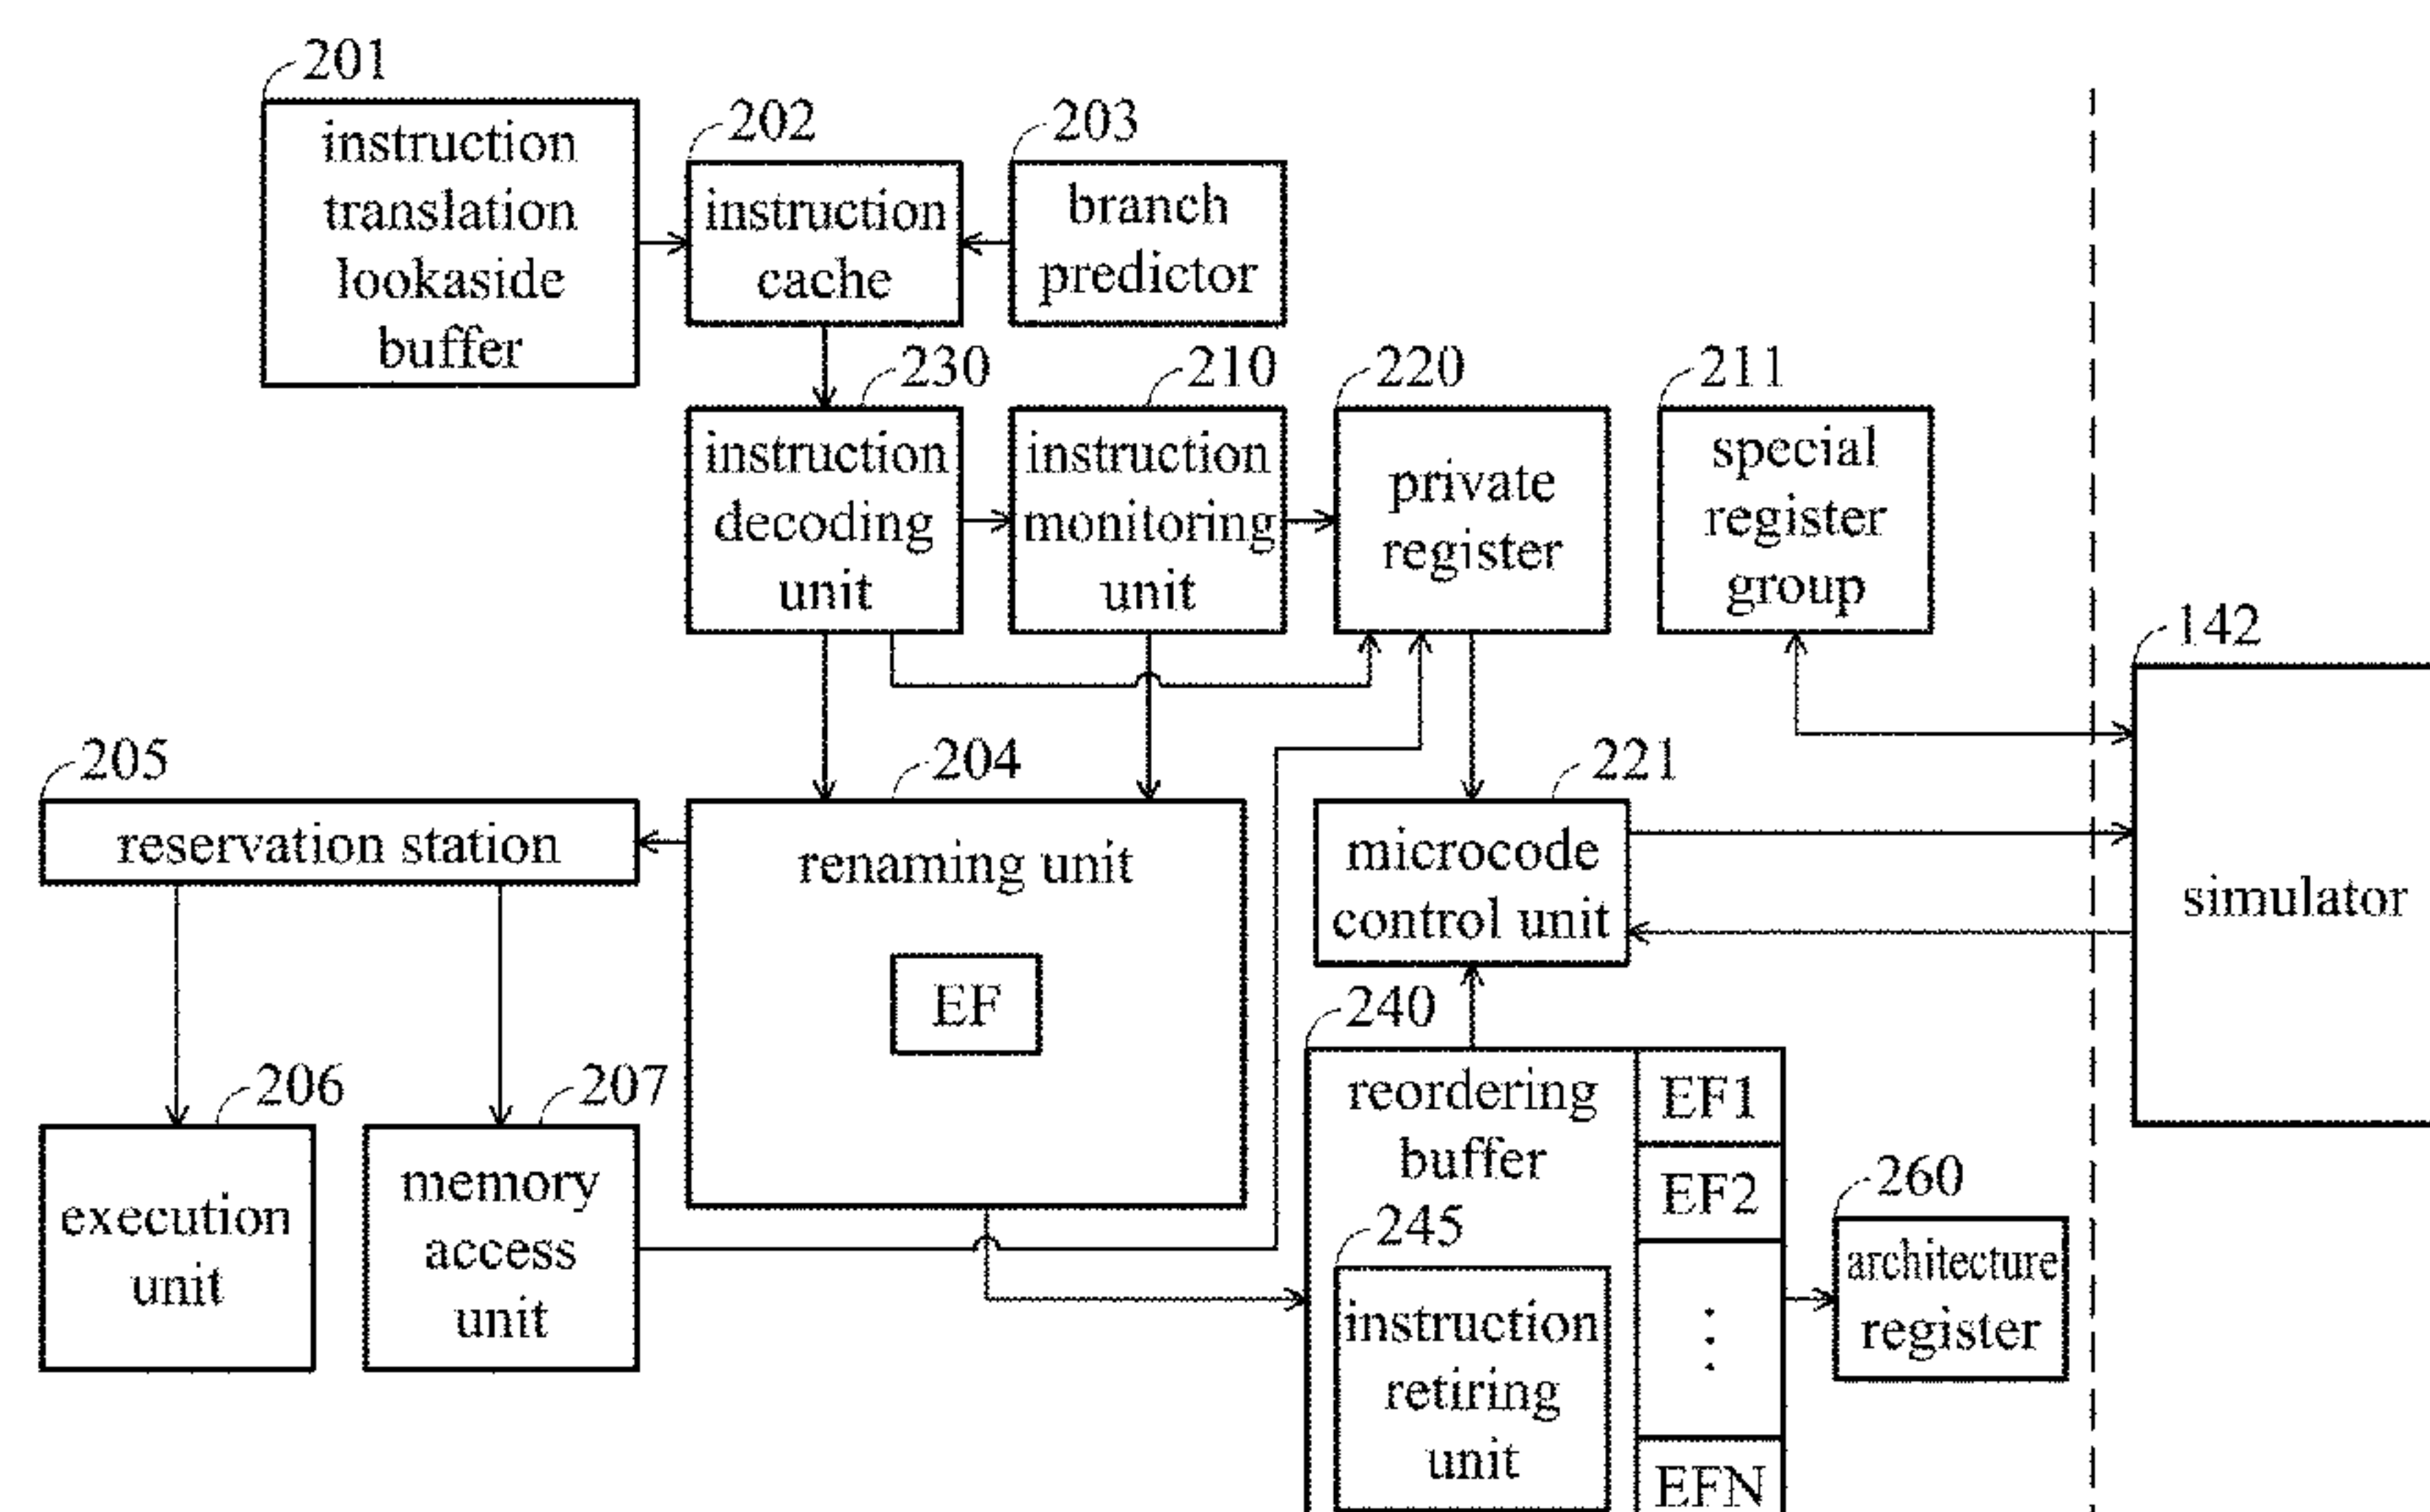 201
instruction
translation
lookaside
buffer
202
instruction
cache
203
branch
predictor
230
instruction
decoding
unit
210
instruction
monitoring
unit
220
private
register
211
special
register
group
142
simulator
205
reservation station
204
renaming unit
EF
221
microcode
control unit
206
execution
unit
207
memory
access
unit
240
reordering
buffer
EF1
EF2
EFN
245
instruction
retiring
unit
260
architecture
register